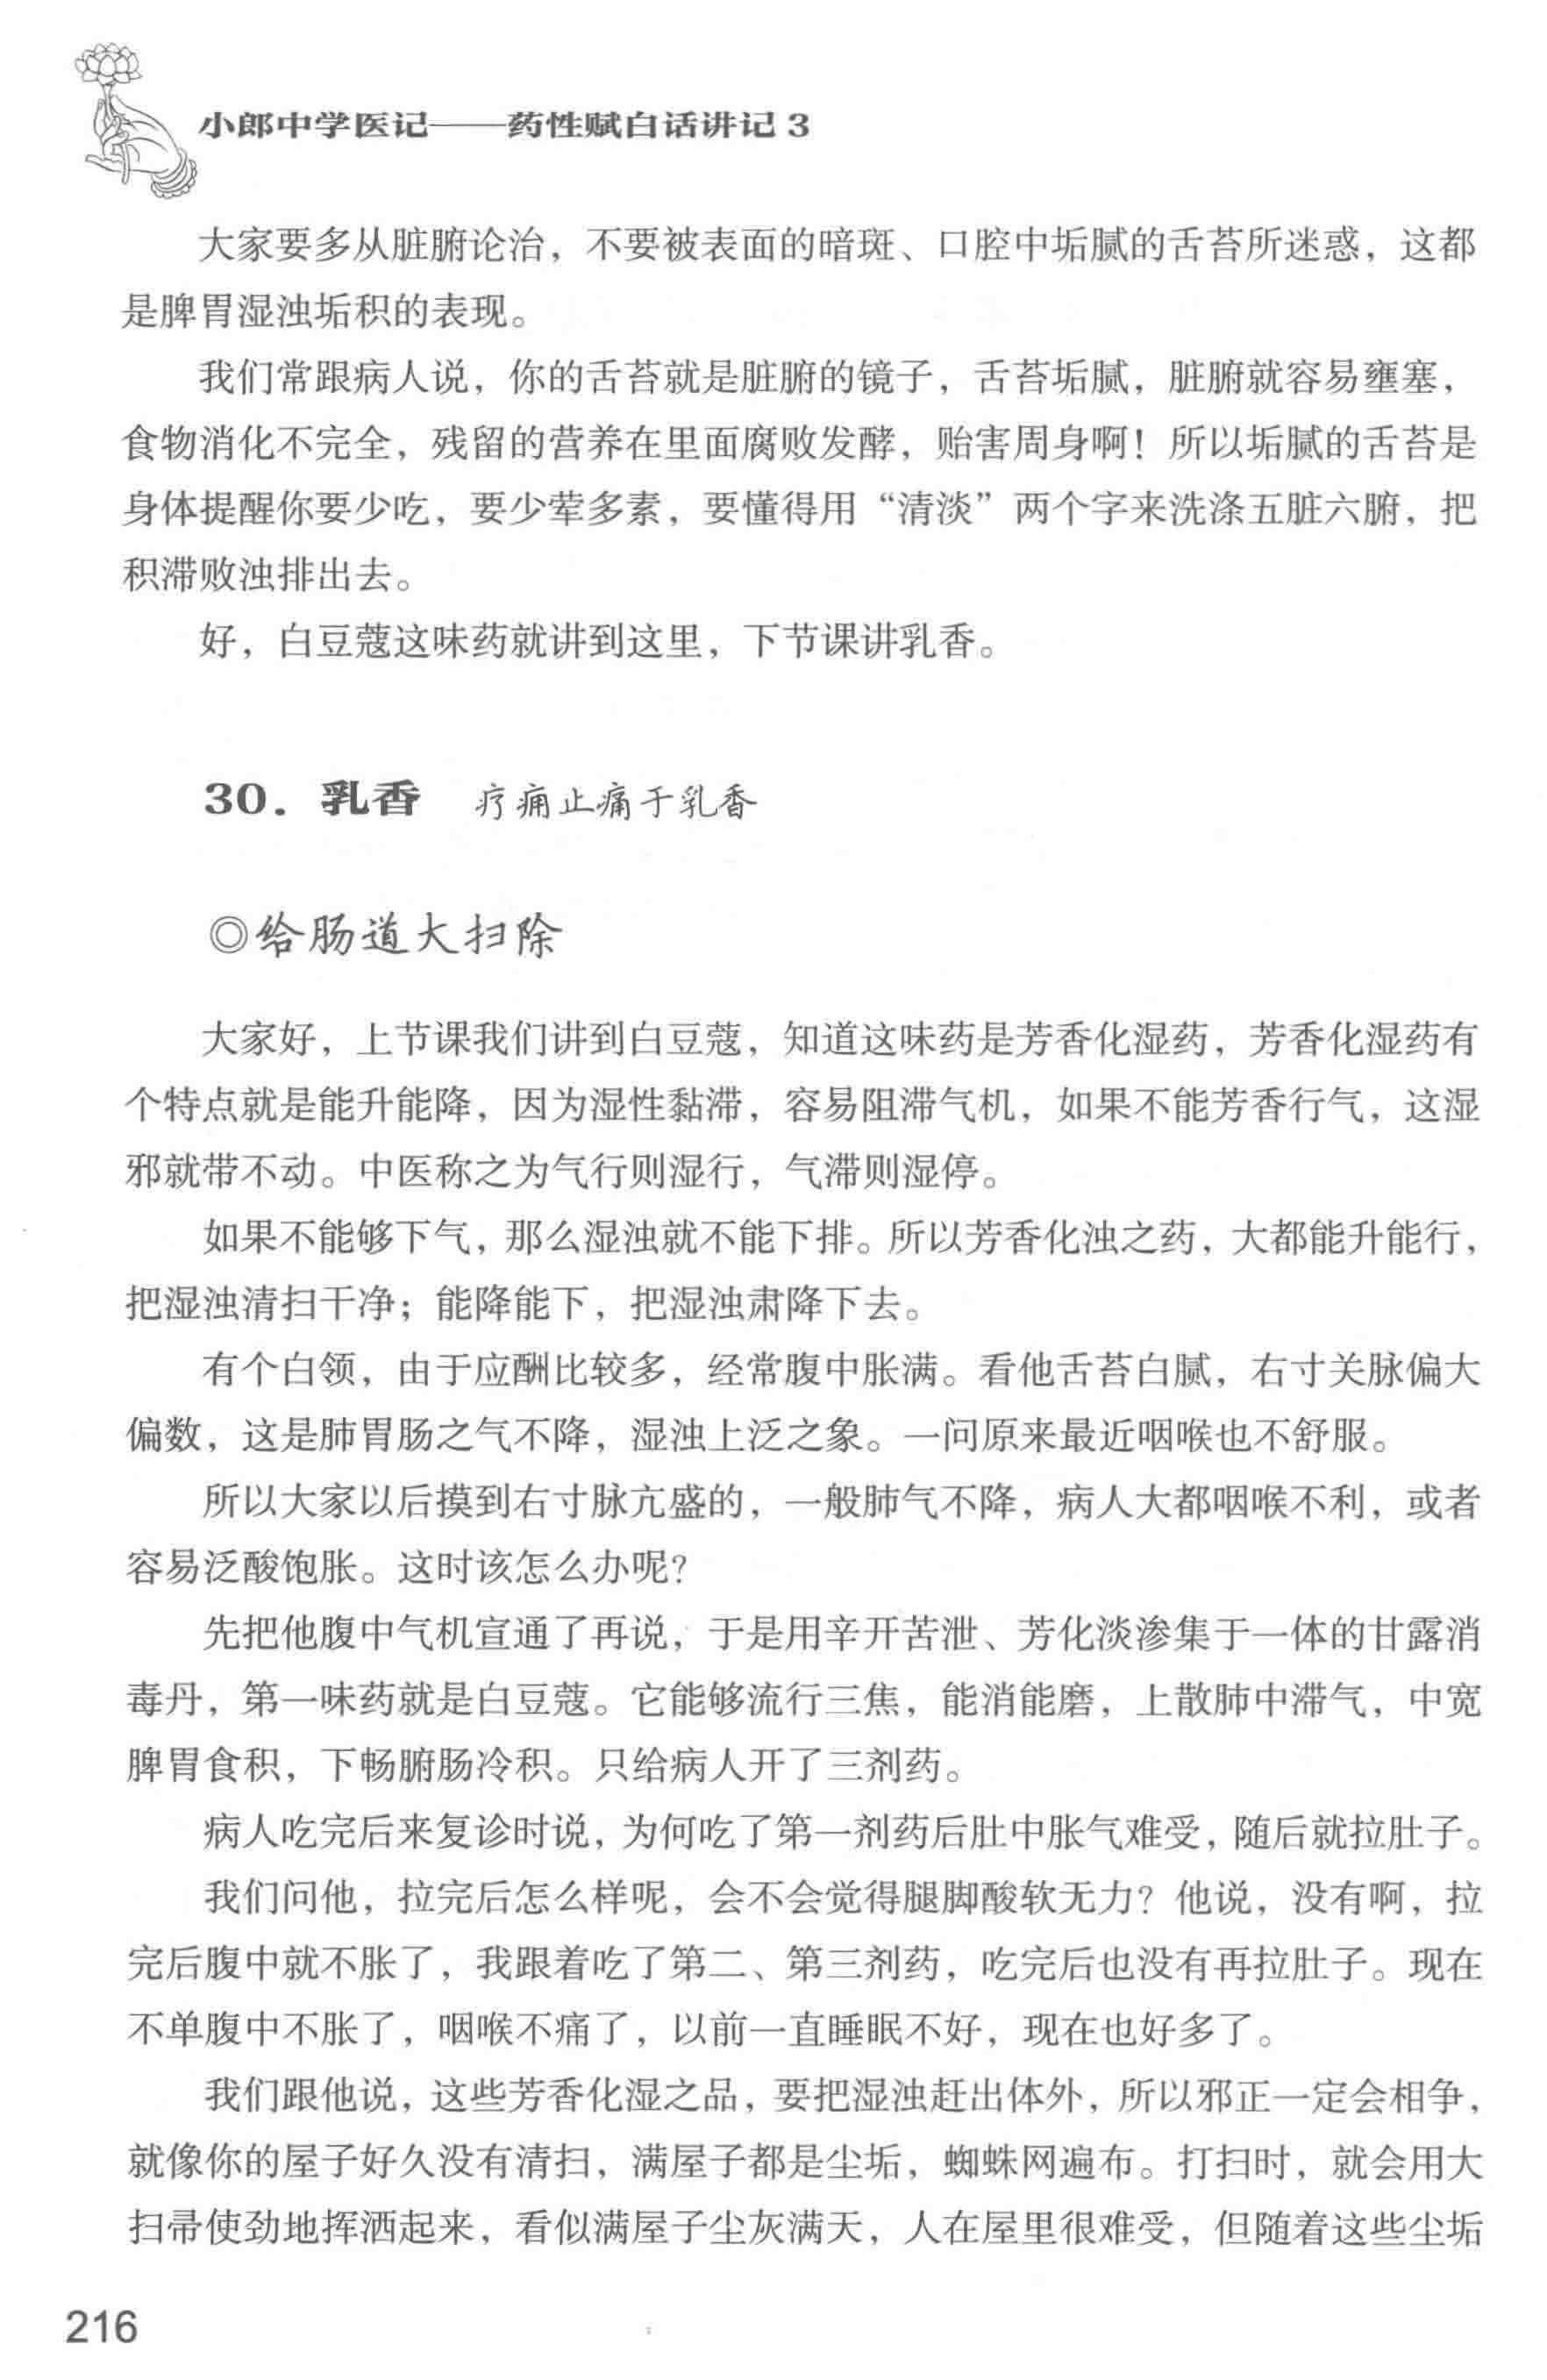 小郎中学医记——药性赋白话讲记3
大家要多从脏腑论治，不要被表面的暗斑、口腔中垢腻的舌苔所迷惑，这都
是脾胃湿浊垢积的表现。
我们常跟病人说，你的舌苔就是脏腑的镜子，舌苔垢腻，脏腑就容易壅塞，
食物消化不完全，残留的营养在里面腐败发酵，贻害周身啊！所以垢腻的舌苔是
身体提醒你要少吃，要少荤多素，要懂得用“清淡”两个字来洗涤五脏六腑，把
积滞败浊排出去。
好，白豆蔻这味药就讲到这里，下节课讲乳香。
30. 乳香 疗痈止痛于乳香
◎给肠道大扫除
大家好，上节课我们讲到白豆蔻，知道这味药是芳香化湿药，芳香化湿药有
个特点就是能升能降，因为湿性黏滞，容易阻滞气机，如果不能芳香行气，这湿
邪就带不动。中医称之为气行则湿行，气滞则湿停。
如果不能够下气，那么湿浊就不能下排。所以芳香化浊之药，大都能升能行，
把湿浊清扫干净；能降能下，把湿浊肃降下去。
有个白领，由于应酬比较多，经常腹中胀满。看他舌苔白腻，右寸关脉偏大
偏数，这是肺胃肠之气不降，湿浊上泛之象。一问原来最近咽喉也不舒服。
所以大家以后摸到右寸脉亢盛的，一般肺气不降，病人大都咽喉不利，或者
容易泛酸饱胀。这时该怎么办呢？
先把他腹中气机宣通了再说，于是用辛开苦泄、芳化淡渗集于一体的甘露消
毒丹，第一味药就是白豆蔻。它能够流行三焦，能消能磨，上散肺中滞气，中宽
脾胃食积，下畅腑肠冷积。只给病人开了三剂药。
病人吃完后来复诊时说，为何吃了第一剂药后肚中胀气难受，随后就拉肚子。
我们问他，拉完后怎么样呢，会不会觉得腿脚酸软无力？他说，没有啊，拉
完后腹中就不胀了，我跟着吃了第二、第三剂药，吃完后也没有再拉肚子。现在
不单腹中不胀了，咽喉不痛了，以前一直睡眠不好，现在也好多了。
我们跟他说，这些芳香化湿之品，要把湿浊赶出体外，所以邪正一定会相争，
就像你的屋子好久没有清扫，满屋子都是尘垢，蜘蛛网遍布。打扫时，就会用大
扫帚使劲地挥洒起来，看似满屋子尘灰满天，人在屋里很难受，但随着这些尘垢
216